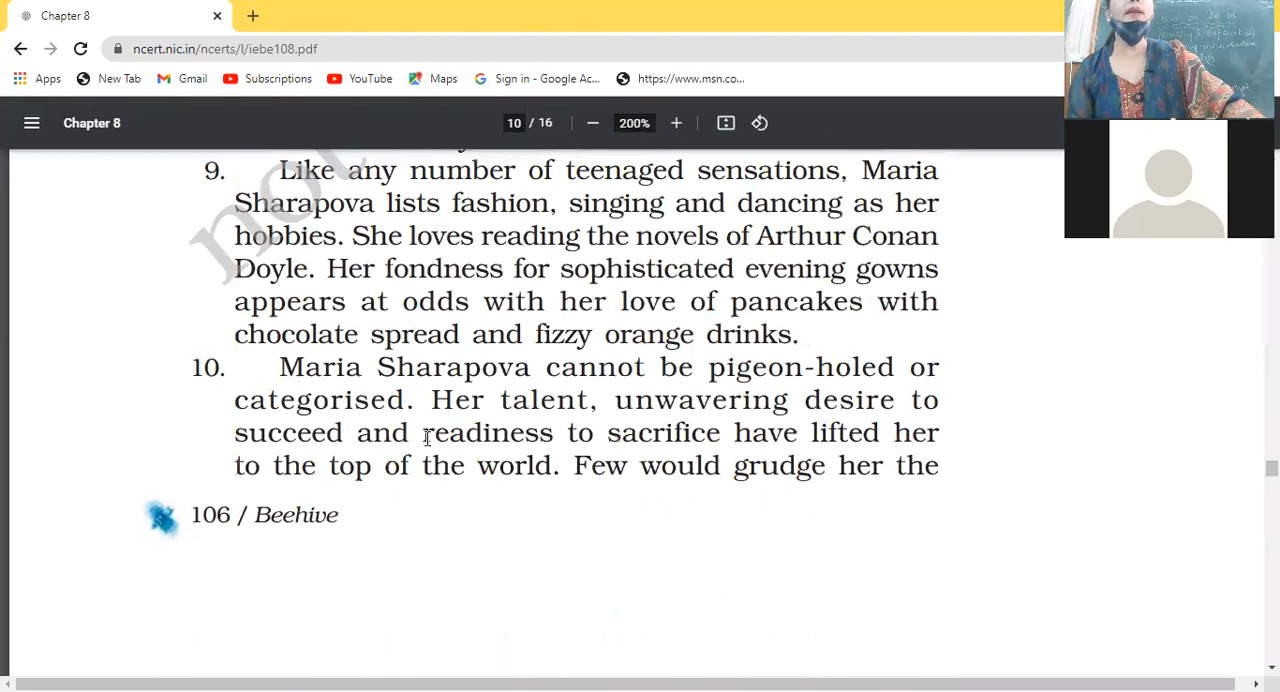 Chapter 8
ncert.nic.in/ncerts/l/iebe108.pdf
Apps
New Tab
Gmail
Subscriptions
YouTube
Maps
Sign in - Google Ac...
https://www.msn.co...
Chapter 8
10 / 16
200%
not
9. Like any number of teenaged sensations, Maria
Sharapova lists fashion, singing and dancing as her
hobbies. She loves reading the novels of Arthur Conan
Doyle. Her fondness for sophisticated evening gowns
appears at odds with her love of pancakes with
chocolate spread and fizzy orange drinks.
10. Maria Sharapova cannot be pigeon-holed or
categorised. Her talent, unwavering desire to
succeed and readiness to sacrifice have lifted her
to the top of the world. Few would grudge her the
106 / Beehive